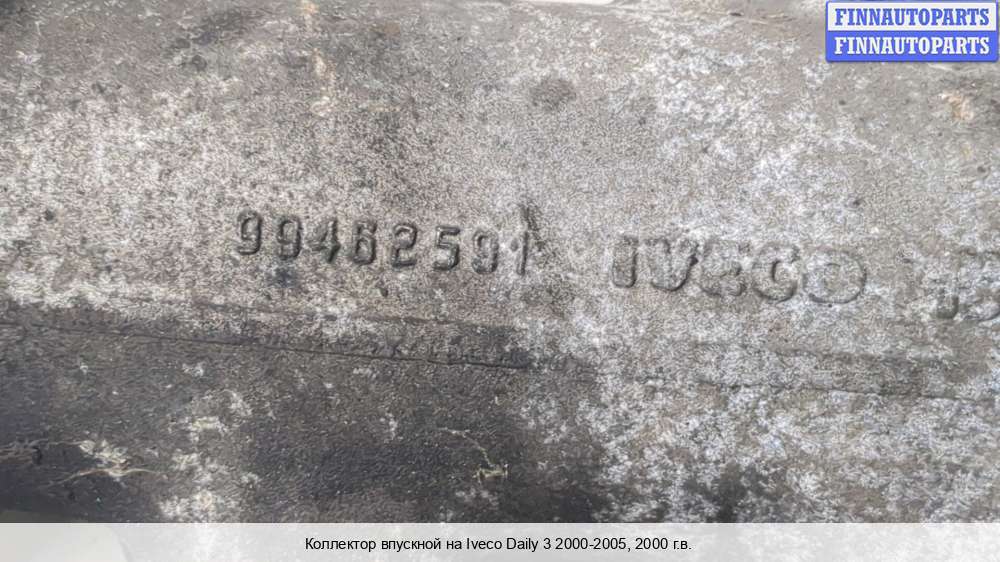 FINNAUTOPARTS
FINNAUTOPARTS
99462591 IVECO
Коллектор впускной на Iveco Daily 3 2000-2005, 2000 г.в.